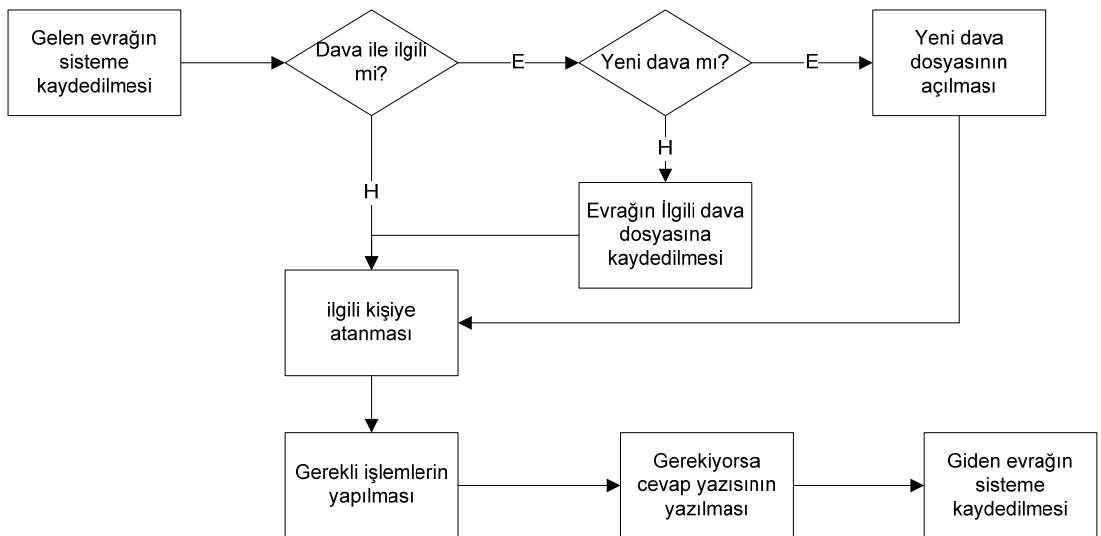 Gelen evrağın
sisteme
kaydedilmesi
Dava ile ilgili
mi?
E
Yeni dava mı?
E
Yeni dava
dosyasının
açılması
H
H
Evrağın İlgili dava
dosyasına
kaydedilmesi
ilgili kişiye
atanması
Gerekli işlemlerin
yapılması
Gerekiyorsa
cevap yazısının
yazılması
Giden evrağın
sisteme
kaydedilmesi